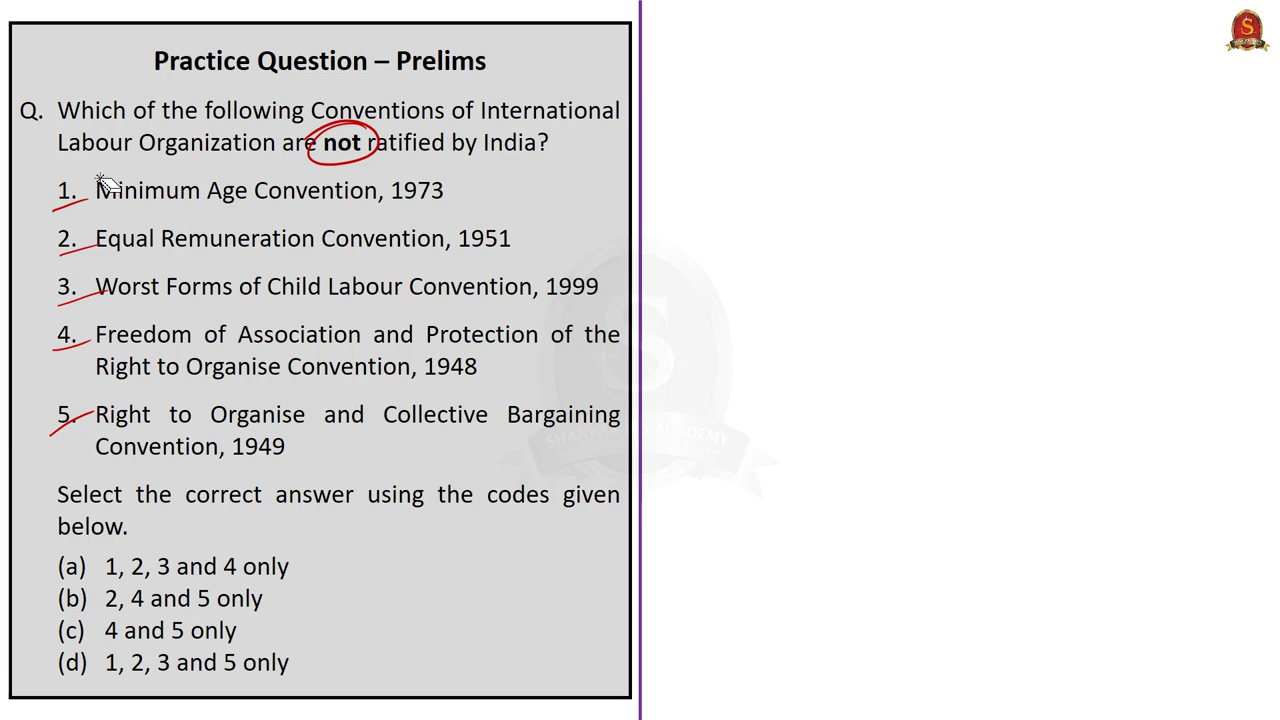 Practice Question – Prelims
Q. Which of the following Conventions of International
Labour Organization are not ratified by India?
1. Minimum Age Convention, 1973
2. Equal Remuneration Convention, 1951
3. Worst Forms of Child Labour Convention, 1999
4. Freedom of Association and Protection of the
Right to Organise Convention, 1948
5. Right to Organise and Collective Bargaining
Convention, 1949
Select the correct answer using the codes given
below.
(a) 1, 2, 3 and 4 only
(b) 2, 4 and 5 only
(c) 4 and 5 only
(d) 1, 2, 3 and 5 only